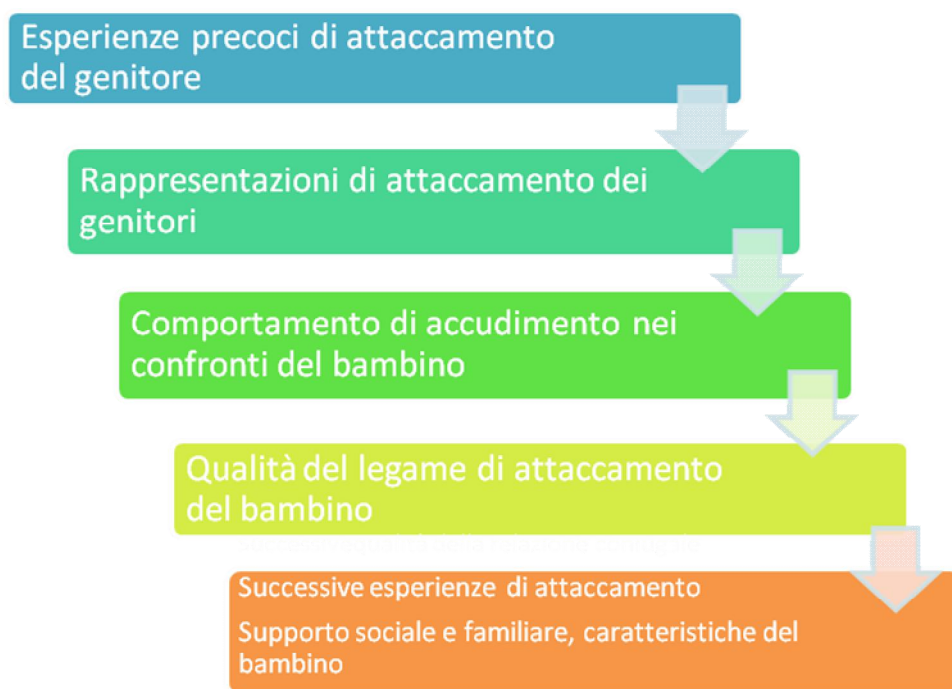 Esperienze precoci di attaccamento
del genitore
Rappresentazioni di attaccamento dei
genitori
Comportamento di accudimento nei
confronti del bambino
Qualità del legame di attaccamento
del bambino
Successive esperienze di attaccamento
Supporto sociale e familiare, caratteristiche del
bambino